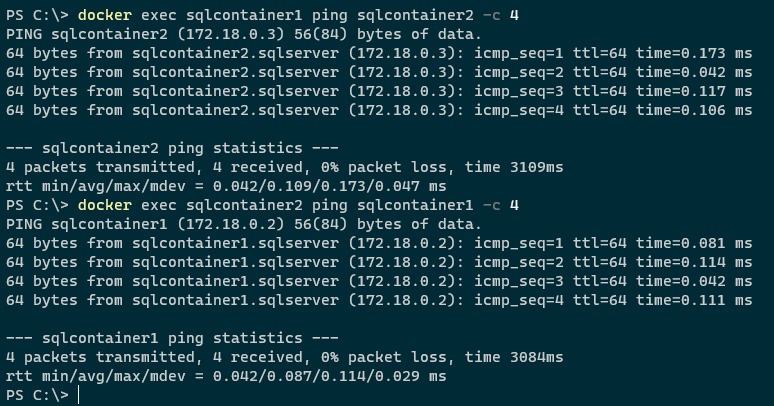 PS C:\> docker exec sqlcontainer1 ping sqlcontainer2 -c 4
PING sqlcontainer2 (172.18.0.3) 56(84) bytes of data.
64 bytes from sqlcontainer2.sqlserver (172.18.0.3): icmp_seq=1 ttl=64 time=0.173 ms
64 bytes from sqlcontainer2.sqlserver (172.18.0.3): icmp_seq=2 ttl=64 time=0.042 ms
64 bytes from sqlcontainer2.sqlserver (172.18.0.3): icmp_seq=3 ttl=64 time=0.117 ms
64 bytes from sqlcontainer2.sqlserver (172.18.0.3): icmp_seq=4 ttl=64 time=0.106 ms
--- sqlcontainer2 ping statistics ---
4 packets transmitted, 4 received, 0% packet loss, time 3109ms
rtt min/avg/max/mdev = 0.042/0.109/0.173/0.047 ms
PS C:\> docker exec sqlcontainer2 ping sqlcontainer1 -c 4
PING sqlcontainer1 (172.18.0.2) 56(84) bytes of data.
64 bytes from sqlcontainer1.sqlserver (172.18.0.2): icmp_seq=1 ttl=64 time=0.081 ms
64 bytes from sqlcontainer1.sqlserver (172.18.0.2): icmp_seq=2 ttl=64 time=0.114 ms
64 bytes from sqlcontainer1.sqlserver (172.18.0.2): icmp_seq=3 ttl=64 time=0.042 ms
64 bytes from sqlcontainer1.sqlserver (172.18.0.2): icmp_seq=4 ttl=64 time=0.111 ms
--- sqlcontainer1 ping statistics ---
4 packets transmitted, 4 received, 0% packet loss, time 3084ms
rtt min/avg/max/mdev = 0.042/0.087/0.114/0.029 ms
PS C:\>